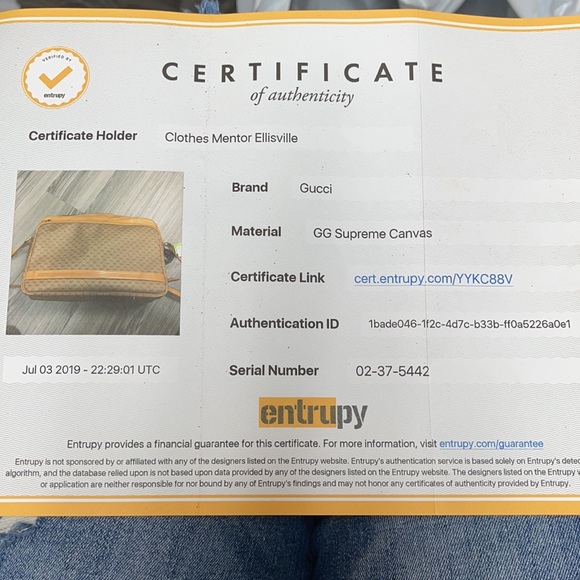 VERIFIED BY
entrupy
CERTIFICATE
of authenticity
Certificate Holder Clothes Mentor Ellisville
Brand Gucci
Material GG Supreme Canvas
Certificate Link cert.entrupy.com/YYKC88V
Authentication ID 1bade046-1f2c-4d7c-b33b-ff0a5226a0e1
Jul 03 2019 - 22:29:01 UTC
Serial Number 02-37-5442
entrupy
Entrupy provides a financial guarantee for this certificate. For more information, visit entrupy.com/guarantee
Entrupy is not sponsored by or affiliated with any of the designers listed on the Entrupy website. Entrupy's authentication service is based solely on Entrupy's
algorithm, and the database relied upon is not based upon data provided by any of the designers listed on the Entrupy website. The designers listed on the Entrupy
or application are neither responsible for nor bound by any of Entrupy's findings and may not honor any certificates of authenticity provided by Entrupy.